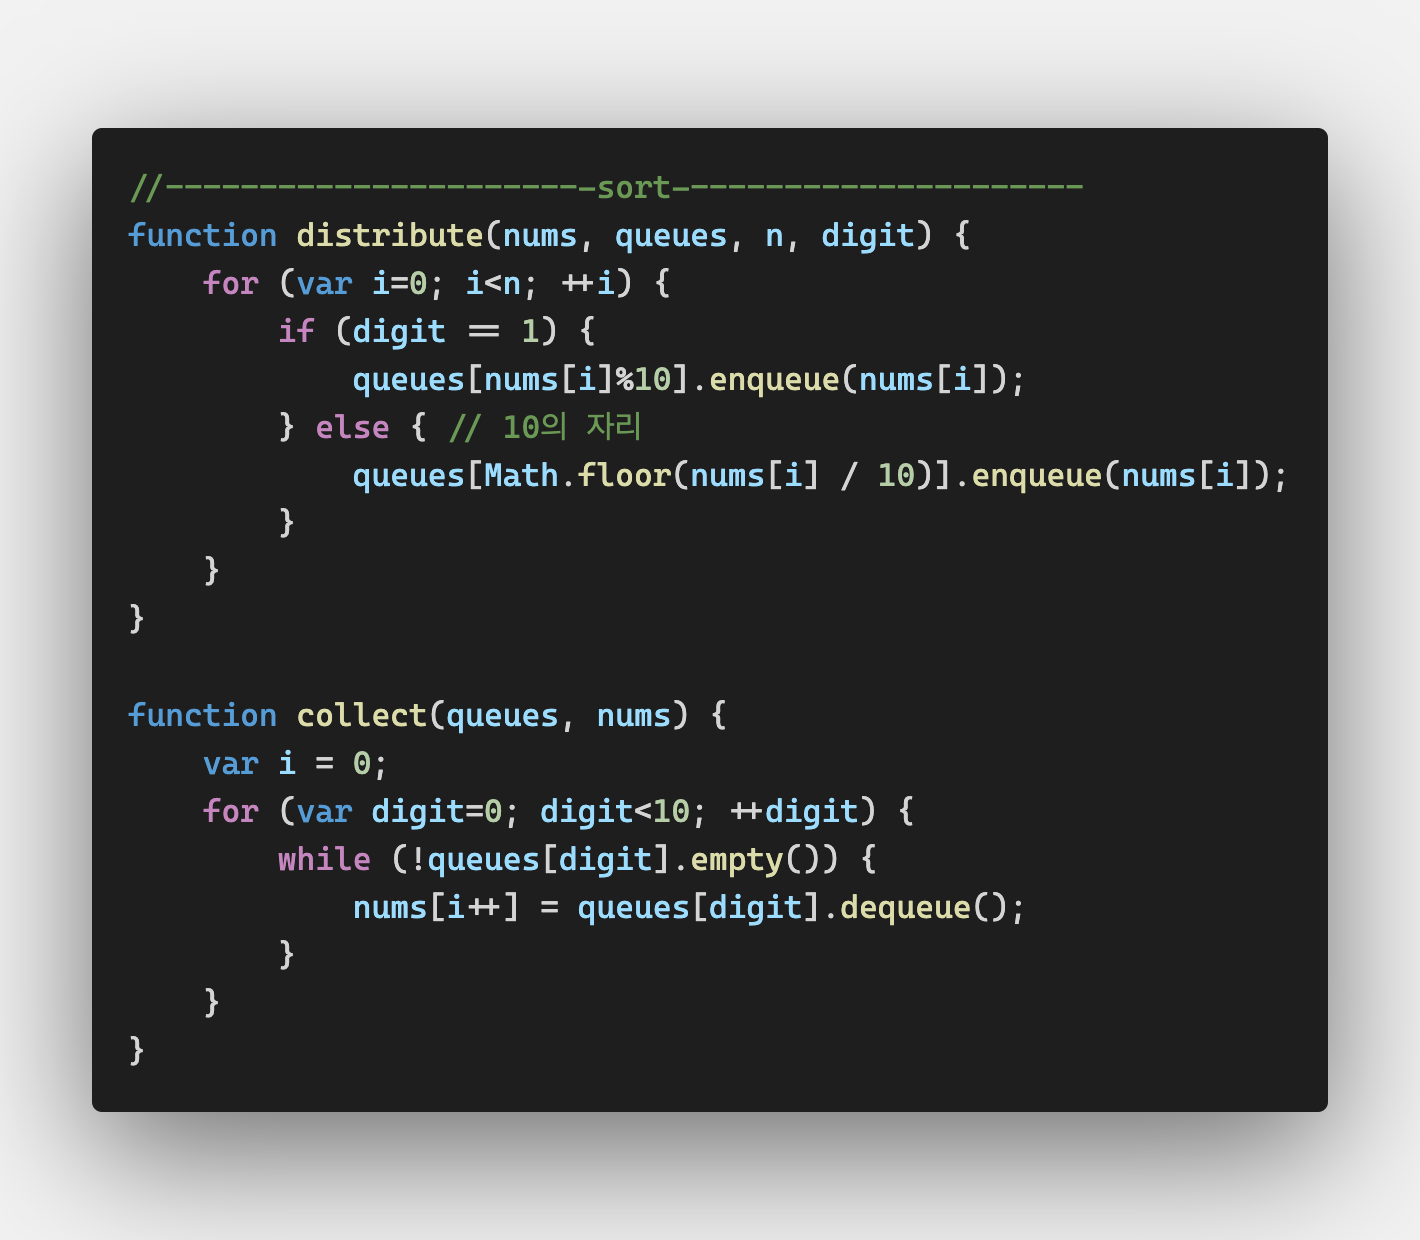 //-----------------------sort----------------------
function distribute(nums, queues, n, digit) {
    for (var i=0; i<n; ++i) {
        if (digit == 1) {
            queues[nums[i]%10].enqueue(nums[i]);
        } else { // 10의 자리
            queues[Math.floor(nums[i] / 10)].enqueue(nums[i]);
        }
    }
}

function collect(queues, nums) {
    var i = 0;
    for (var digit=0; digit<10; ++digit) {
        while (!queues[digit].empty()) {
            nums[i++] = queues[digit].dequeue();
        }
    }
}